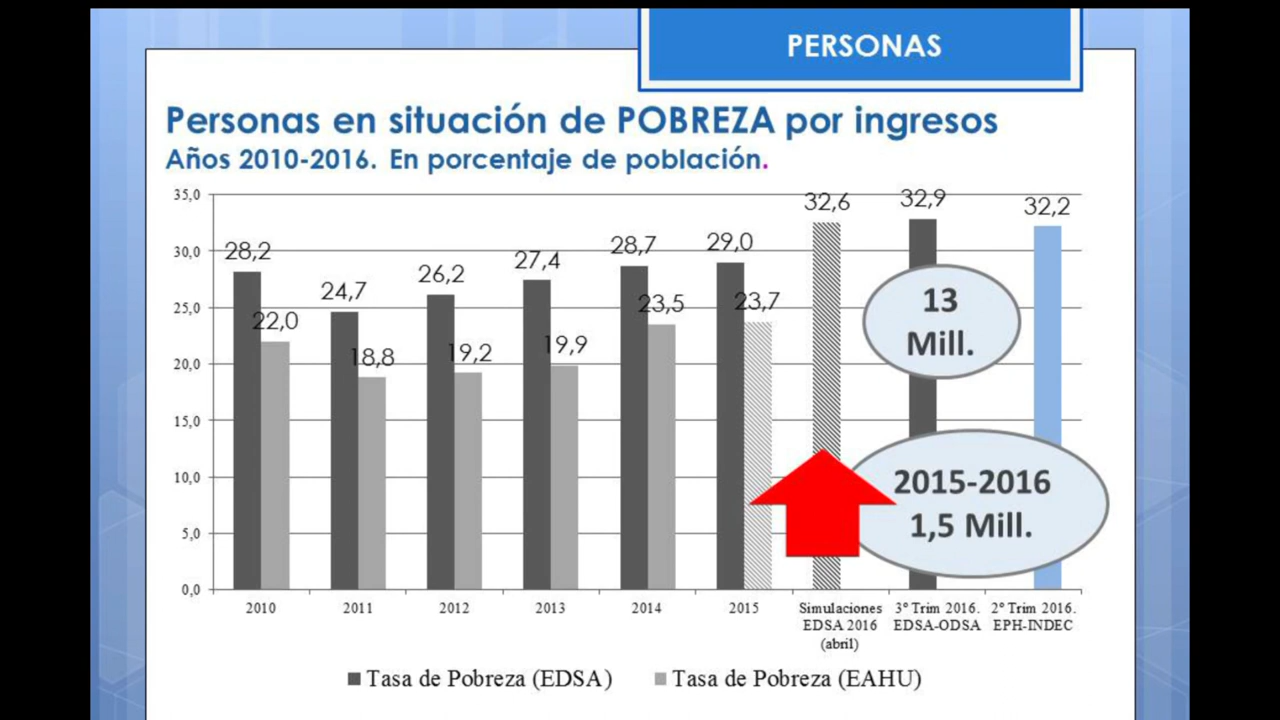 PERSONAS
Personas en situación de POBREZA por ingresos
Años 2010-2016. En porcentaje de población.
35,0
30,0
25,0
20,0
15,0
10,0
5,0
0,0
28,2
22,0
24,7
18,8
26,2
19,2
27,4
19,9
28,7
23,5
29,0
23,7
32,6
32,9
32,2
13
Mill.
2015-2016
1,5 Mill.
2010
2011
2012
2013
2014
2015
Simulaciones
EDSA 2016
(abril)
3º Trim 2016.
EDSA-ODSA
2º Trim 2016.
EPH-INDEC
Tasa de Pobreza (EDSA)
Tasa de Pobreza (EAHU)